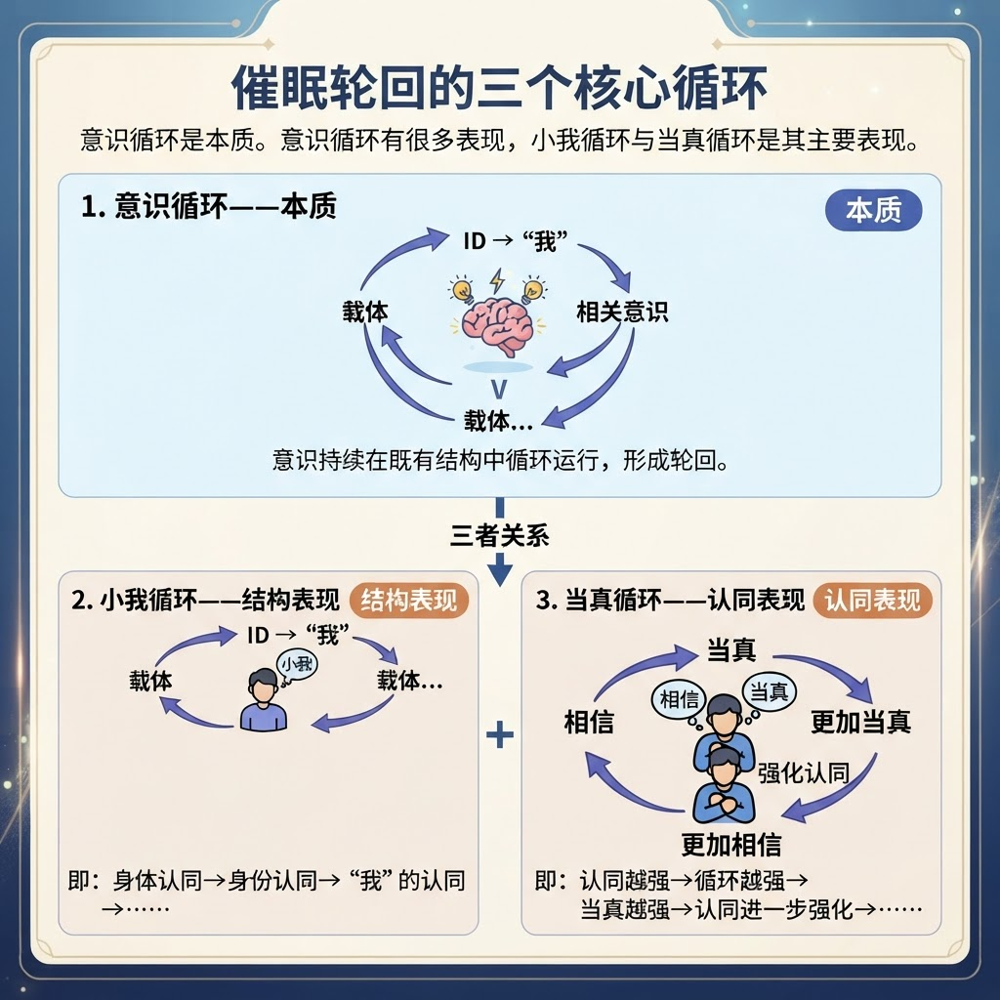 催眠轮回的三个核心循环
意识循环是本质。意识循环有很多表现，小我循环与当真循环是其主要表现。
1. 意识循环——本质
本质
ID → “我”
载体
相关意识
V
载体…
意识持续在既有结构中循环运行，形成轮回。
三者关系
2. 小我循环——结构表现
结构表现
ID → “我”
小我
载体
载体…
即：身体认同→身份认同→“我”的认同
→……
+
3. 当真循环——认同表现
认同表现
当真
相信
当真
相信
更加当真
强化认同
更加相信
即：认同越强→循环越强→
当真越强→认同进一步强化→……